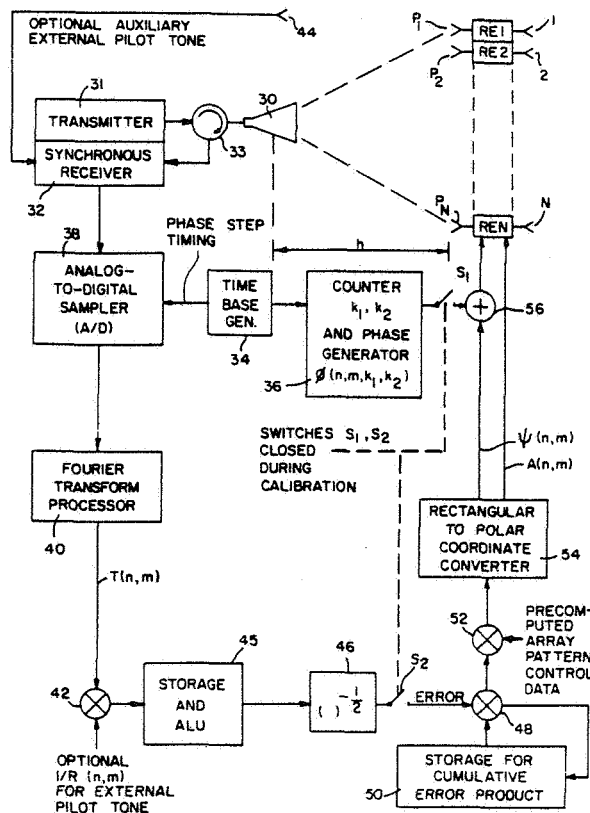 OPTIONAL AUXILIARY
EXTERNAL PILOT TONE
44
P1
RE1
1
P2
RE2
2
31
TRANSMITTER
SYNCHRONOUS
RECEIVER
32
33
30
PN
REN
N
h
S1
56
38
ANALOG-
TO-DIGITAL
SAMPLER
(A/D)
PHASE STEP
TIMING
TIME
BASE
GEN.
34
COUNTER
k1, k2
AND PHASE
GENERATOR
36 Ø(n,m,k1,k2)
SWITCHES S1,S2
CLOSED
DURING
CALIBRATION
Ψ(n,m)
A(n,m)
FOURIER
TRANSFORM
PROCESSOR
40
T(n,m)
RECTANGULAR
TO POLAR
COORDINATE
CONVERTER
54
52
PRECOM-
PUTED
ARRAY
PATTERN
CONTROL
DATA
42
45
STORAGE
AND
ALU
46
( )-1/2
S2
ERROR
48
OPTIONAL
1/R (n,m)
FOR EXTERNAL
PILOT TONE
50
STORAGE FOR
CUMULATIVE
ERROR PRODUCT